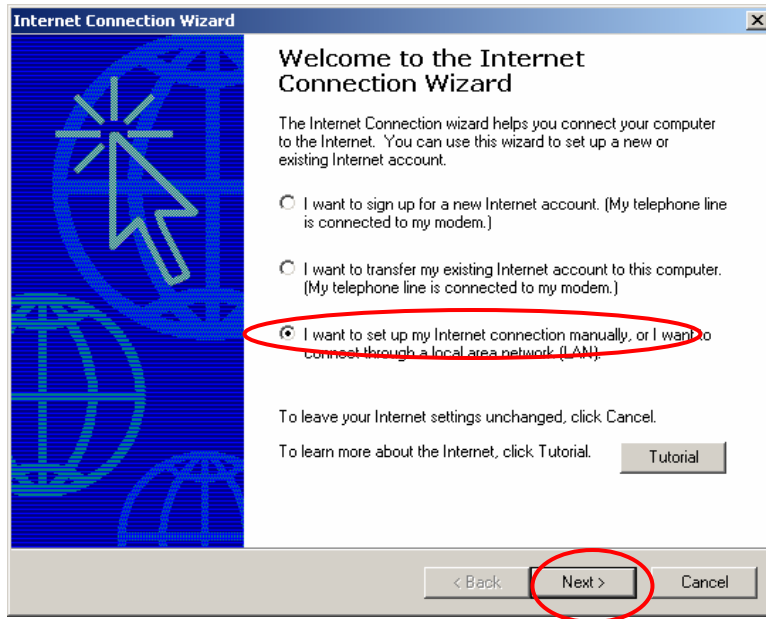 Internet Connection Wizard
Welcome to the Internet
Connection Wizard
The Internet Connection wizard helps you connect your computer
to the Internet. You can use this wizard to set up a new or
existing Internet account.
I want to sign up for a new Internet account. (My telephone line
is connected to my modem.)
I want to transfer my existing Internet account to this computer.
(My telephone line is connected to my modem.)
I want to set up my Internet connection manually, or I want to
connect through a local area network (LAN).
To leave your Internet settings unchanged, click Cancel.
To learn more about the Internet, click Tutorial.
Tutorial
< Back
Next >
Cancel